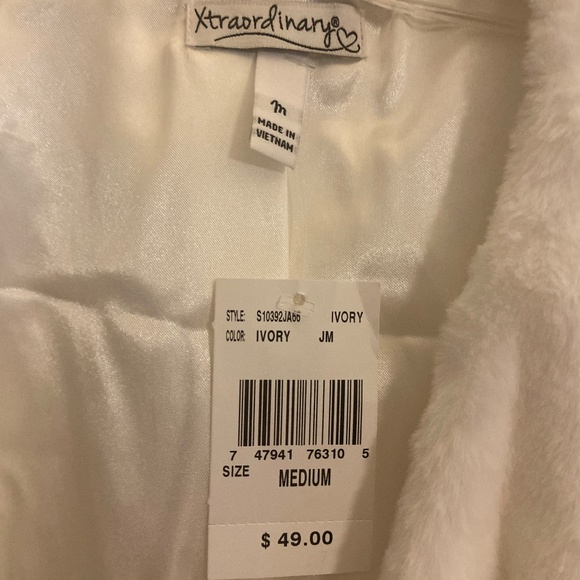 Xtraordinary®
m
MADE IN
VIETNAM
STYLE: S10392JA66 IVORY
COLOR: IVORY JM
7 47941 76310 5
SIZE MEDIUM
$ 49.00